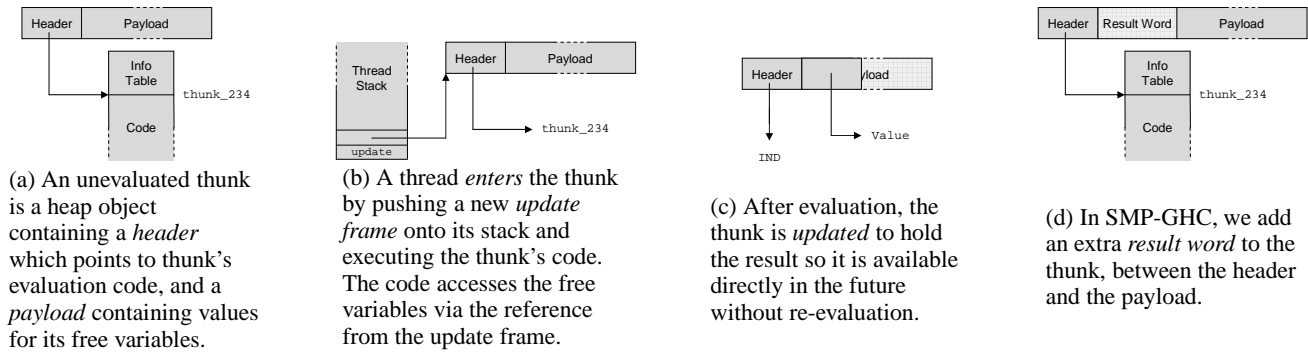 Header Payload
Info
Table
thunk_234
Code
(a) An unevaluated thunk
is a heap object
containing a header
which points to thunk's
evaluation code, and a
payload containing values
for its free variables.
Thread
Stack
Header Payload
thunk_234
update
(b) A thread enters the thunk
by pushing a new update
frame onto its stack and
executing the thunk's code.
The code accesses the free
variables via the reference
from the update frame.
Header yload
Value
IND
(c) After evaluation, the
thunk is updated to hold
the result so it is available
directly in the future
without re-evaluation.
Header Result Word Payload
Info
Table
thunk_234
Code
(d) In SMP-GHC, we add
an extra result word to the
thunk, between the header
and the payload.